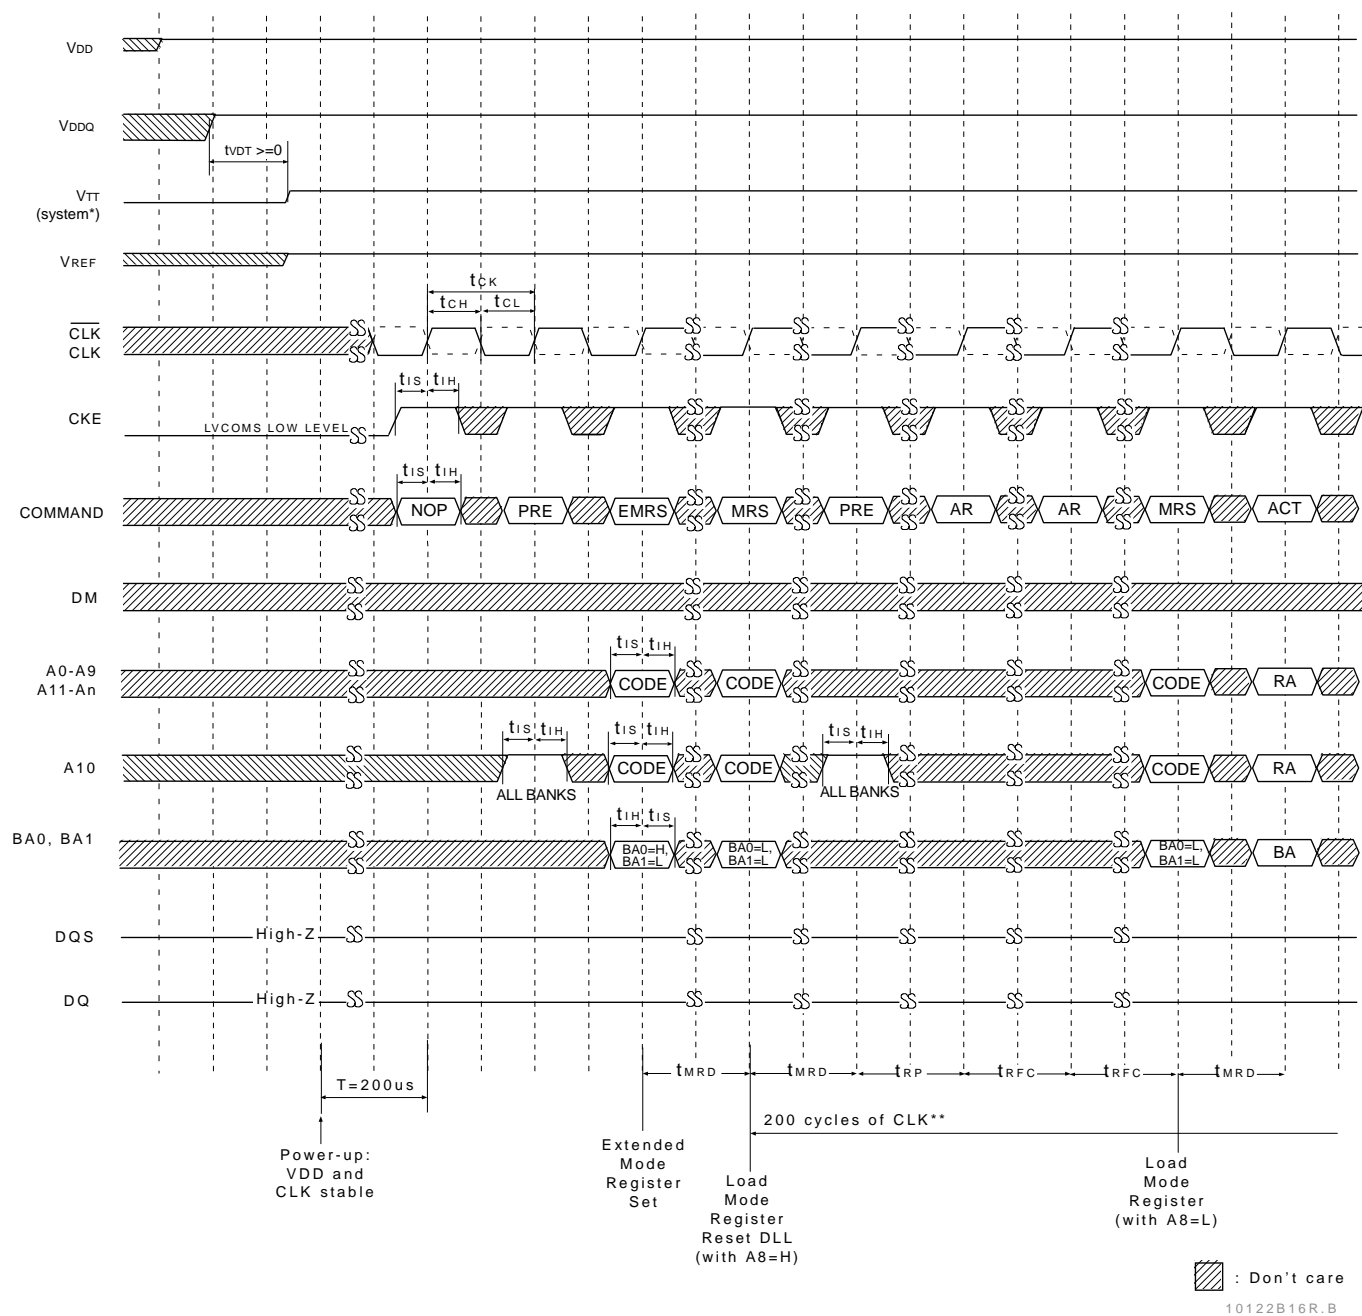 VDD
VDDQ
tVDT >=0
VTT
(system*)
VREF
tCK
tCH tCL
CLK
CLK
tIS tIH
CKE
LVCOMS LOW LEVEL
tIS tIH
COMMAND NOP PRE EMRS MRS PRE AR AR MRS ACT
DM
tIS tIH
A0-A9
A11-An
CODE CODE CODE RA
tIS tIH tIS tIH tIS tIH
A10 CODE CODE CODE RA
ALL BANKS ALL BANKS
tIH tIS
BA0, BA1
BA0=H, BA0=L, BA0=L,
BA1=L BA1=L BA1=L
BA
DQS High-Z
DQ High-Z
tMRD tMRD tRP tRFC tRFC tMRD
T=200us
200 cycles of CLK**
Power-up:
VDD and
CLK stable
Extended
Mode
Register
Set
Load
Mode
Register
Reset DLL
(with A8=H)
Load
Mode
Register
(with A8=L)
: Don't care
10122B16R.B